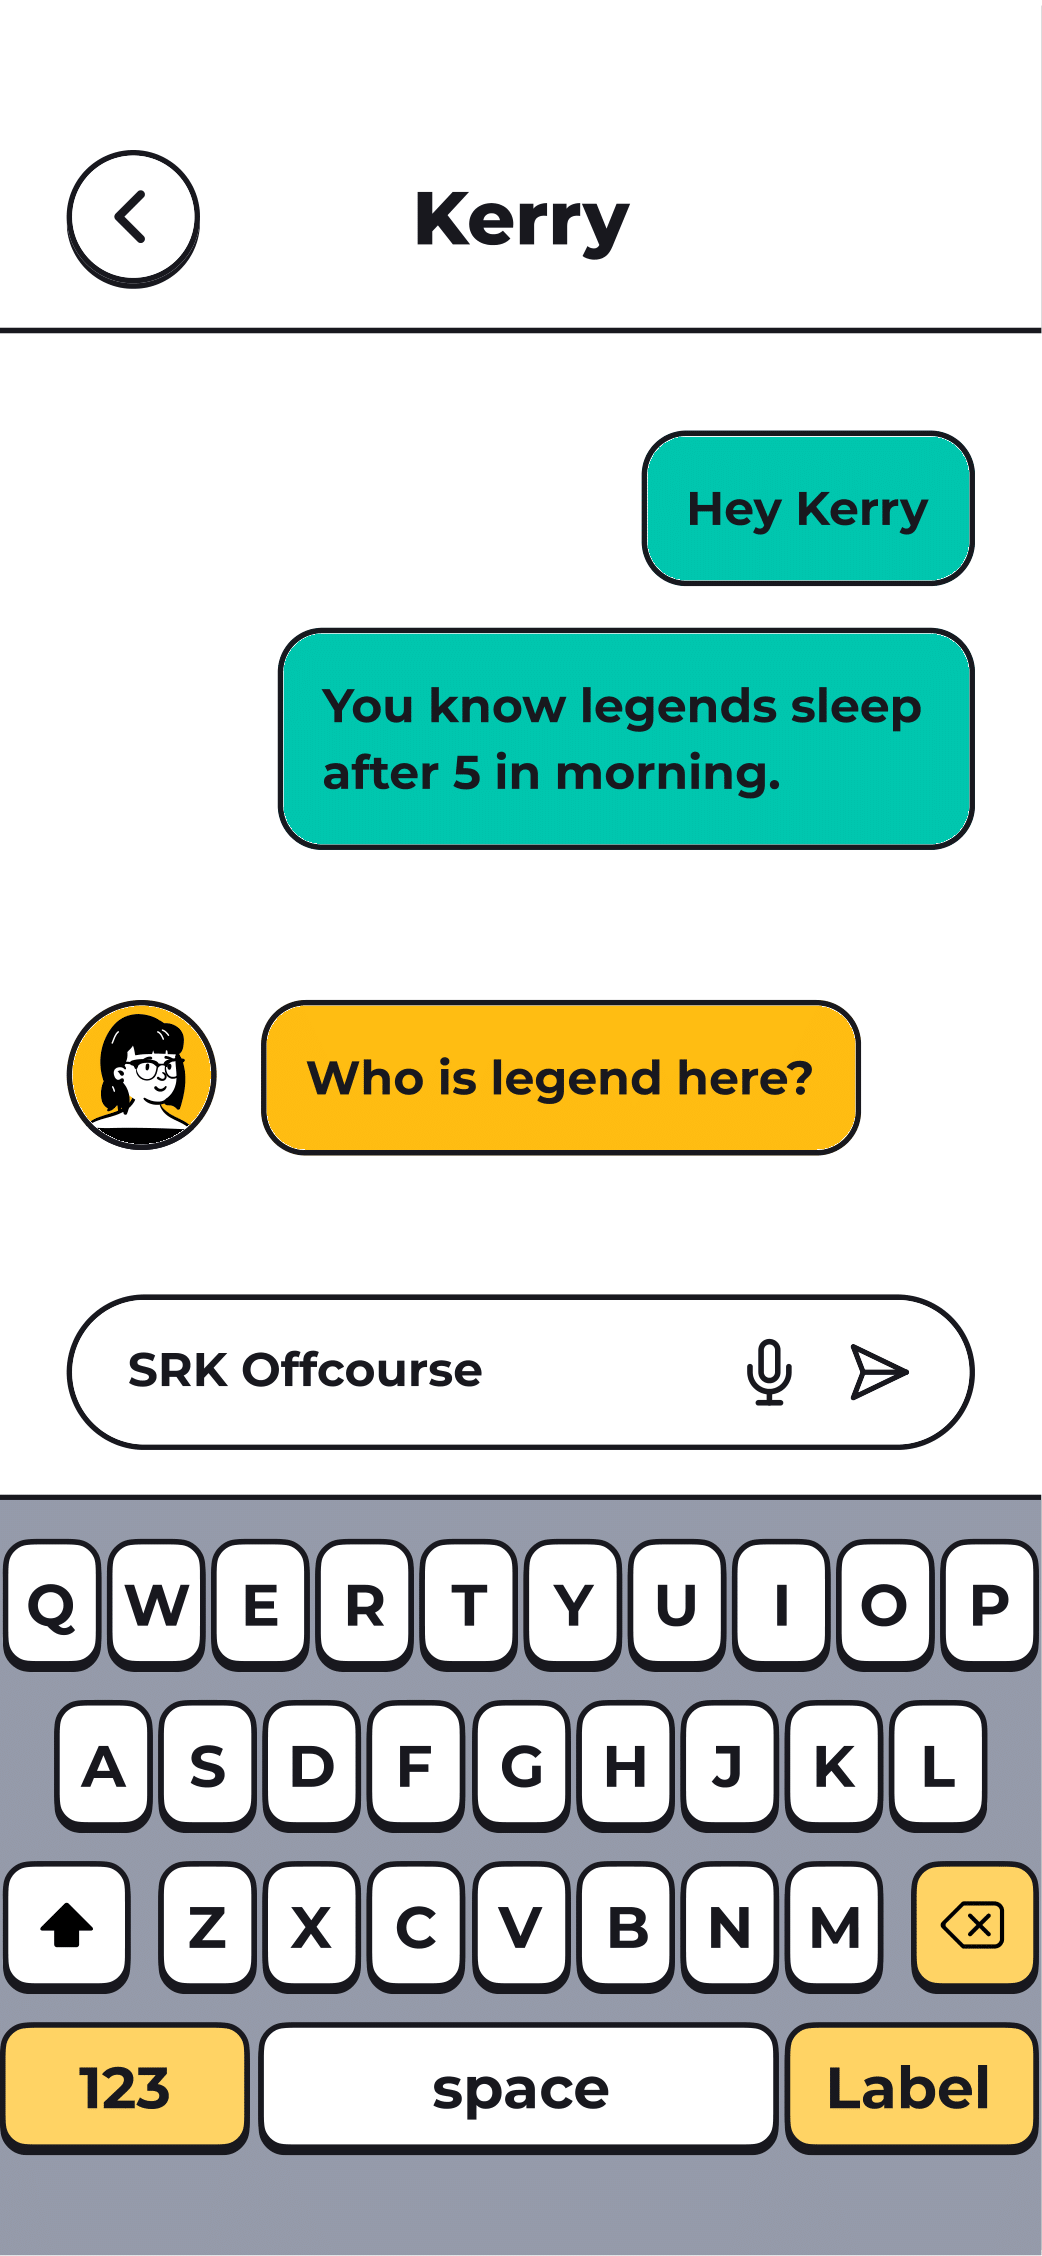 Kerry
Hey Kerry
You know legends sleep
after 5 in morning.
Who is legend here?
SRK Offcourse
Q W E R T Y U I O P
A S D F G H J K L
Z X C V B N M
123 space Label